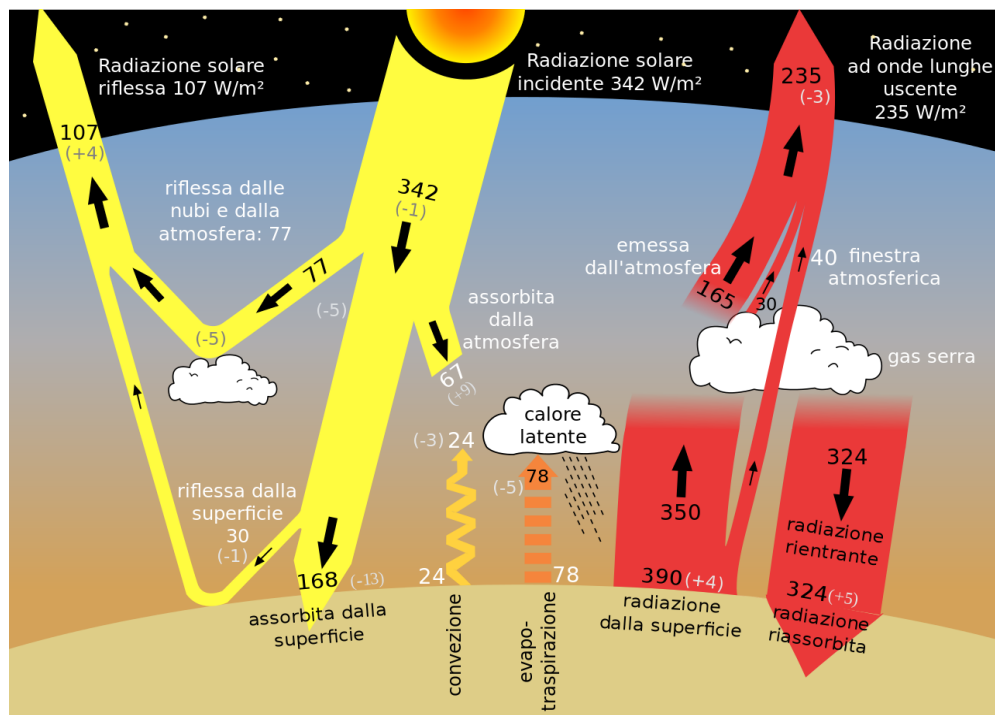 Radiazione solare
riflessa 107 W/m²
Radiazione solare
incidente 342 W/m²
Radiazione
ad onde lunghe
uscente
235 W/m²
235
(-3)
107
(+4)
riflessa dalle
nubi e dalla
atmosfera: 77
342
(-1)
77
(-5)
(-5)
assorbita
dalla
atmosfera
67
(+9)
emessa
dall'atmosfera
165
30
40 finestra
atmosferica
gas serra
calore
latente
(-3) 24
(-5)
78
riflessa dalla
superficie
30
(-1)
350
324
radiazione
rientrante
168 (-13)
assorbita dalla
superficie
24
convezione
78
evapo-
traspirazione
390 (+4)
radiazione
dalla superficie
324 (+5)
radiazione
riassorbita